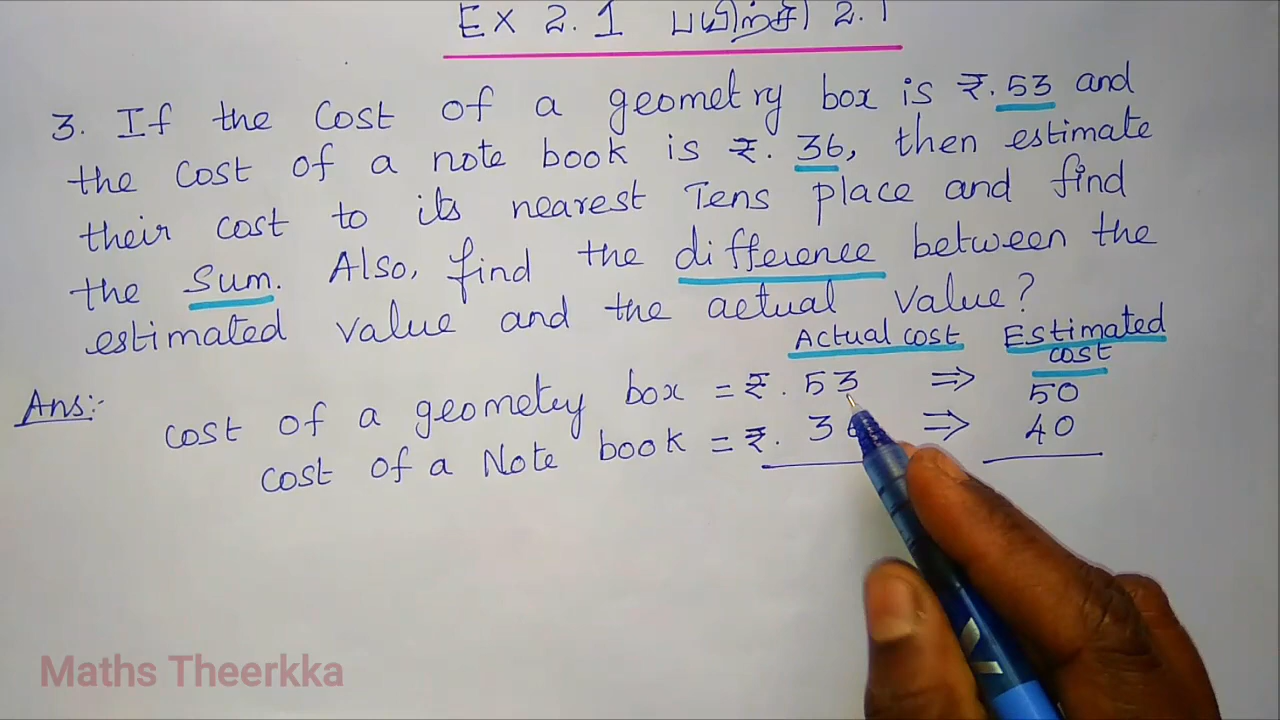 EX 2.1 பயிற்சி 2.1
3. If the Cost of a geometry box is ₹.53 and
the cost of a note book is ₹. 36, then estimate
their cost to its nearest Tens place and find
the Sum. Also, find the difference between the
estimated value and the actual value?
Actual cost Estimated
cost
Ans:- cost of a geometry box = ₹. 53 ⇒ 50
cost of a Note book = ₹. 36 ⇒ 40
Maths Theerkka